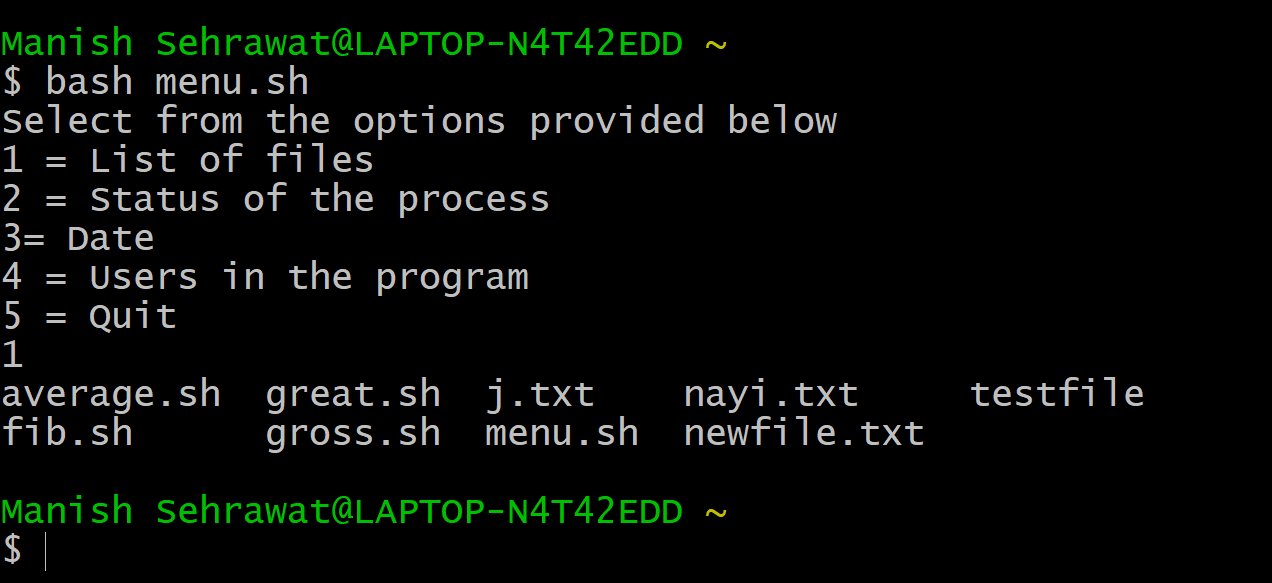 Manish Sehrawat@LAPTOP-N4T42EDD ~
$ bash menu.sh
Select from the options provided below
1 = List of files
2 = Status of the process
3= Date
4 = Users in the program
5 = Quit
1
average.sh  great.sh  j.txt    nayi.txt     testfile
fib.sh      gross.sh  menu.sh  newfile.txt
Manish Sehrawat@LAPTOP-N4T42EDD ~
$